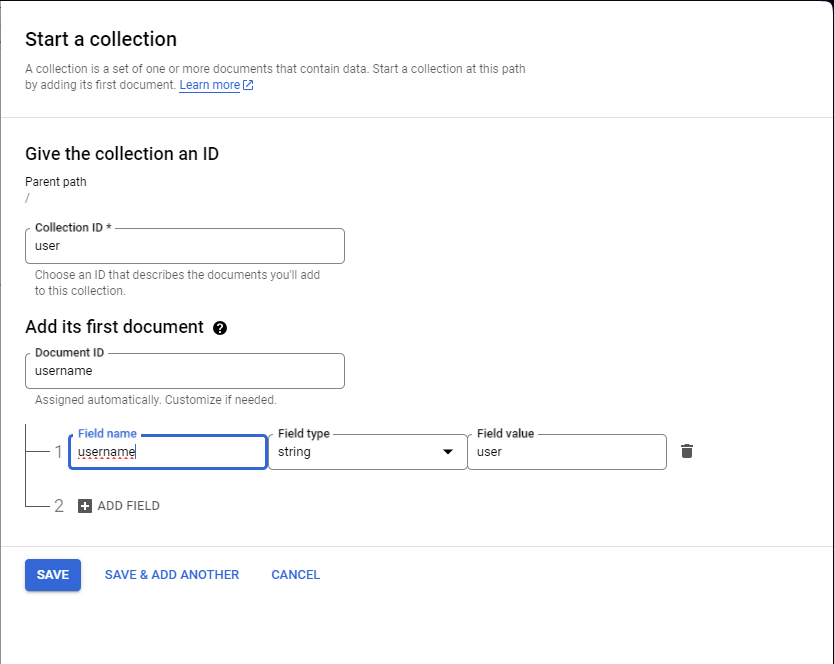 Start a collection
A collection is a set of one or more documents that contain data. Start a collection at this path
by adding its first document. Learn more
Give the collection an ID
Parent path
/
Collection ID *
user
Choose an ID that describes the documents you'll add
to this collection.
Add its first document ?
Document ID
username
Assigned automatically. Customize if needed.
Field name Field type Field value
1 username string user
2 ADD FIELD
SAVE SAVE & ADD ANOTHER CANCEL